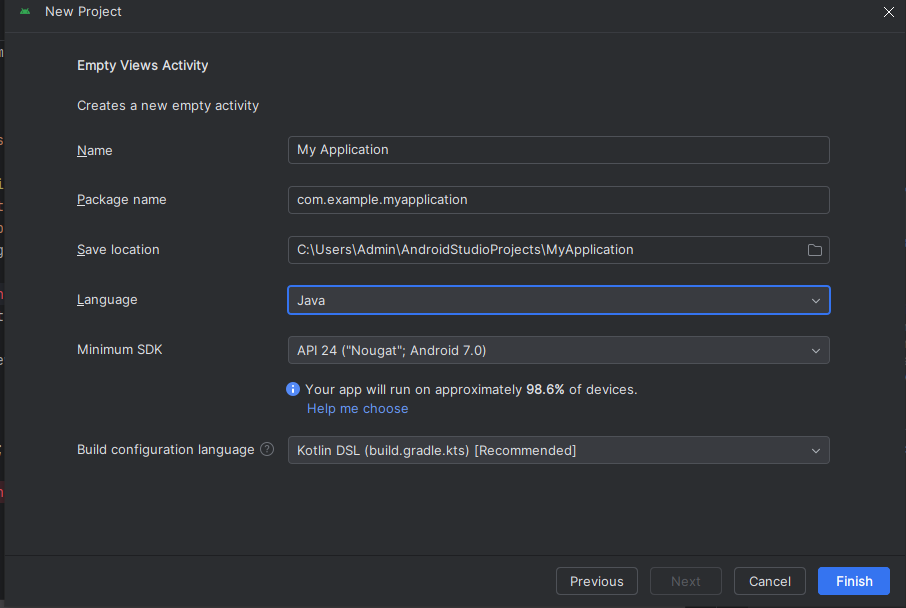 New Project
Empty Views Activity
Creates a new empty activity
Name My Application
Package name com.example.myapplication
Save location C:\Users\Admin\AndroidStudioProjects\MyApplication
Language Java
Minimum SDK API 24 ("Nougat"; Android 7.0)
Your app will run on approximately 98.6% of devices.
Help me choose
Build configuration language ? Kotlin DSL (build.gradle.kts) [Recommended]
Previous Next Cancel Finish